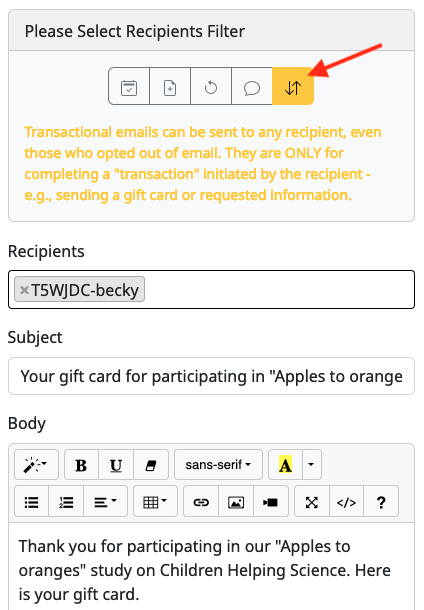 Please Select Recipients Filter
Transactional emails can be sent to any recipient, even
those who opted out of email. They are ONLY for
completing a "transaction" initiated by the recipient -
e.g., sending a gift card or requested information.
Recipients
×T5WJDC-becky
Subject
Your gift card for participating in "Apples to orange
Body
B U sans-serif A
</> ?
Thank you for participating in our "Apples to
oranges" study on Children Helping Science. Here
is your gift card.